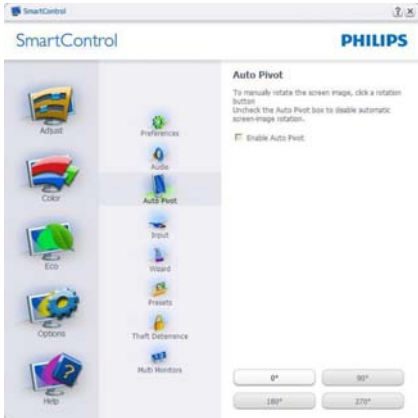 SmartControl
SmartControl
PHILIPS
Adjust
Color
Eco
Options
Help
Preferences
Audio
Auto Pivot
Input
Wizard
Presets
Theft Deterrence
Multi Monitors
Auto Pivot
To manually rotate the screen image, click a rotation
button
Uncheck the Auto Pivot box to disable automatic
screen-image rotation.
Enable Auto Pivot
0°
90°
180°
270°